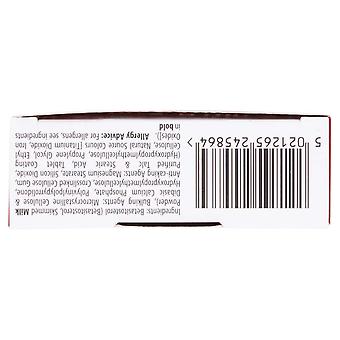 Ingredients: Betasitosterol (Betasitosterol, Skimmed Milk
Powder), Bulking Agents: Microcrystalline Cellulose &
Dibasic Calcium Phosphate, Polyvinylpolypyrrolidone,
Hydroxypropylmethylcellulose, Crosslinked Cellulose Gum,
Anti-caking Agents: Magnesium Stearate, Silicon Dioxide,
Purified Talc & Stearic Acid, Tablet Coating
(Hydroxypropylmethylcellulose, Propylene Glycol, Ethyl
Cellulose, Natural Source Colours [Titanium Dioxide, Iron
Oxides]). Allergy Advice: For allergens, see ingredients
in bold
5 021265 245864 >